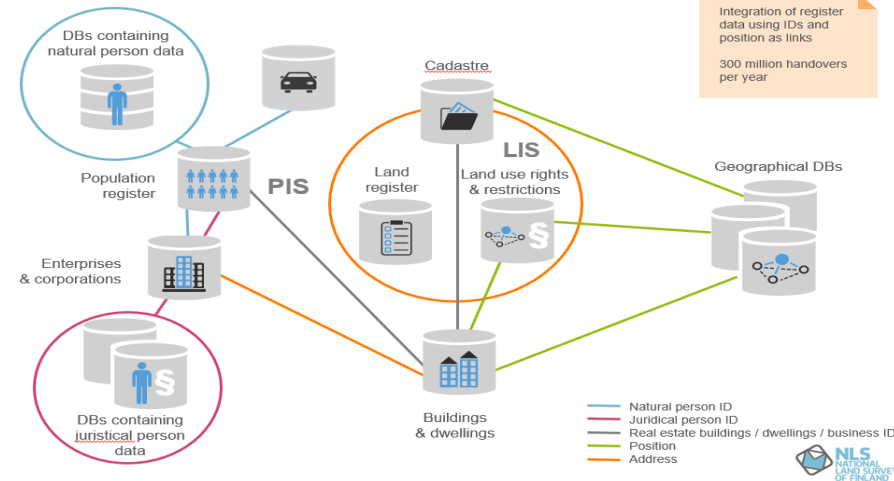 Integration of register
data using IDs and
position as links
300 million handovers
per year
DBs containing
natural person data
Cadastre
LIS
Land
register
Land use rights
& restrictions
Geographical DBs
Population
register
PIS
Enterprises
& corporations
§
§
DBs containing
juristical person
data
Buildings
& dwellings
Natural person ID
Juridical person ID
Real estate buildings / dwellings / business ID
Position
Address
NLS
NATIONAL
LAND SURVEY
OF FINLAND